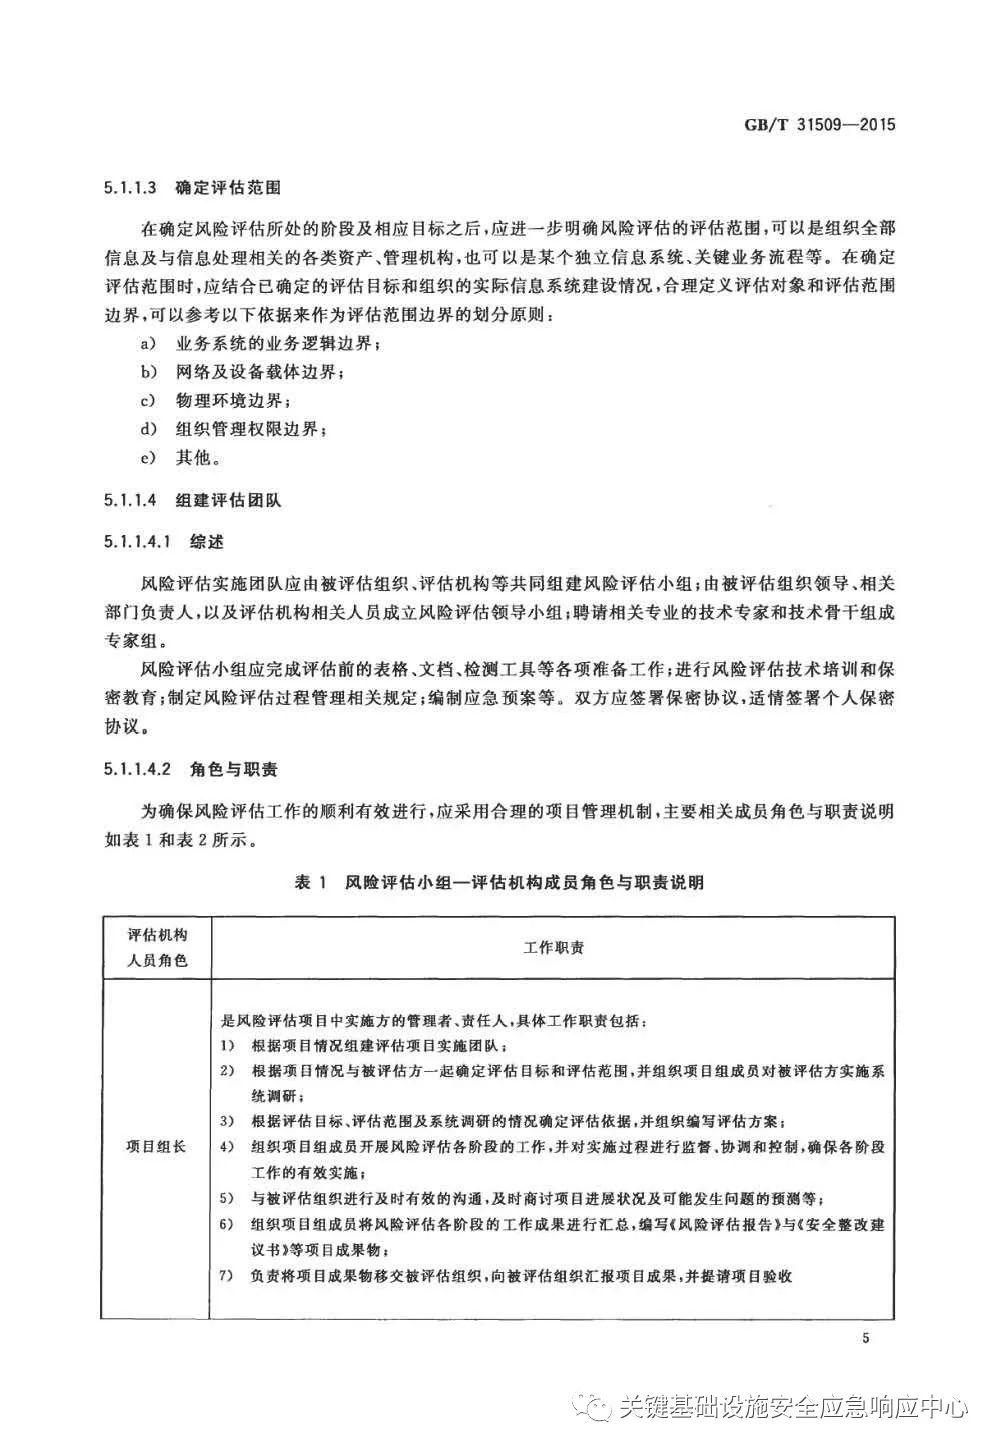 GB/T 31509—2015
5.1.1.3 确定评估范围
在确定风险评估所处的阶段及相应目标之后,应进一步明确风险评估的评估范围,可以是组织全部
信息及与信息处理相关的各类资产、管理机构,也可以是某个独立信息系统、关键业务流程等。在确定
评估范围时,应结合已确定的评估目标和组织的实际信息系统建设情况,合理定义评估对象和评估范围
边界,可以参考以下依据来作为评估范围边界的划分原则:
a) 业务系统的业务逻辑边界;
b) 网络及设备载体边界;
c) 物理环境边界;
d) 组织管理权限边界;
e) 其他。
5.1.1.4 组建评估团队
5.1.1.4.1 综述
风险评估实施团队应由被评估组织、评估机构等共同组建风险评估小组;由被评估组织领导、相关
部门负责人,以及评估机构相关人员成立风险评估领导小组;聘请相关专业的技术专家和技术骨干组成
专家组。
风险评估小组应完成评估前的表格、文档、检测工具等各项准备工作;进行风险评估技术培训和保
密教育;制定风险评估过程管理相关规定;编制应急预案等。双方应签署保密协议,适情签署个人保密
协议。
5.1.1.4.2 角色与职责
为确保风险评估工作的顺利有效进行,应采用合理的项目管理机制,主要相关成员角色与职责说明
如表 1 和表 2 所示。
表 1 风险评估小组—评估机构成员角色与职责说明
评估机构
人员角色
工作职责
项目组长
是风险评估项目中实施方的管理者、责任人,具体工作职责包括:
1) 根据项目情况组建评估项目实施团队;
2) 根据项目情况与被评估方一起确定评估目标和评估范围,并组织项目组成员对被评估方实施系
统调研;
3) 根据评估目标、评估范围及系统调研的情况确定评估依据,并组织编写评估方案;
4) 组织项目组成员开展风险评估各阶段的工作,并对实施过程进行监督、协调和控制,确保各阶段
工作的有效实施;
5) 与被评估组织进行及时有效的沟通,及时商讨项目进展状况及可能发生问题的预测等;
6) 组织项目组成员将风险评估各阶段的工作成果进行汇总,编写《风险评估报告》与《安全整改建
议书》等项目成果物;
7) 负责将项目成果物移交被评估组织,向被评估组织汇报项目成果,并提请项目验收
5
关键基础设施安全应急响应中心